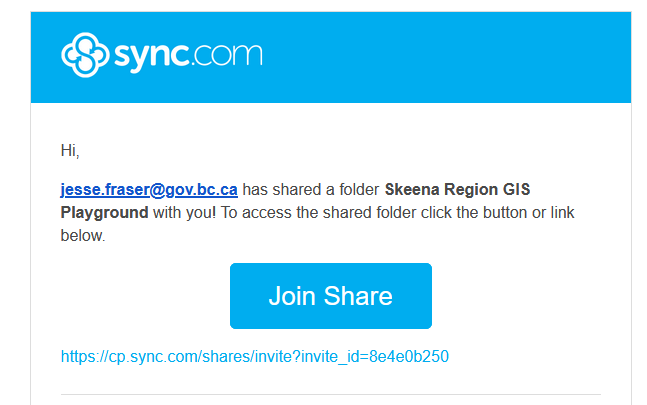 sync.com
Hi,
jesse.fraser@gov.bc.ca has shared a folder Skeena Region GIS
Playground with you! To access the shared folder click the button or link
below.
Join Share
https://cp.sync.com/shares/invite?invite_id=8e4e0b250